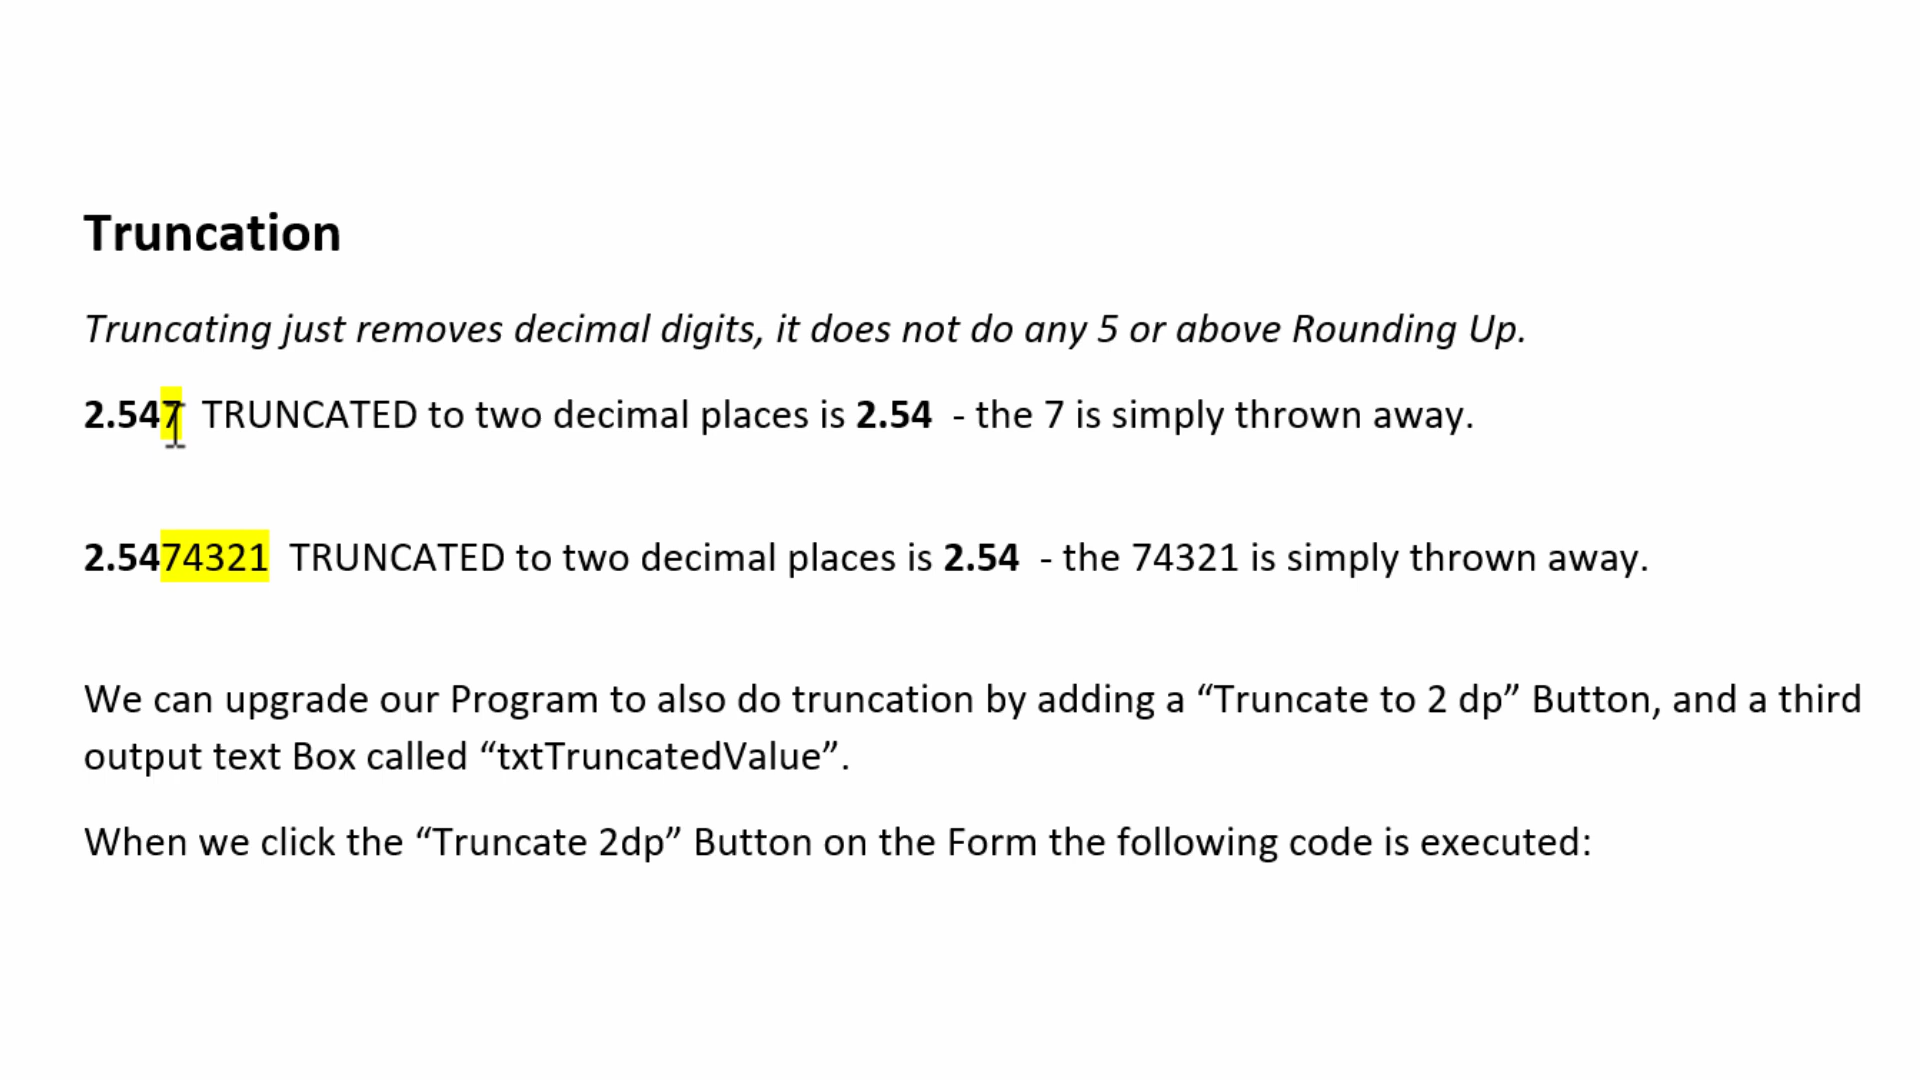 Truncation
Truncating just removes decimal digits, it does not do any 5 or above Rounding Up.
2.547 TRUNCATED to two decimal places is 2.54 - the 7 is simply thrown away.
2.5474321 TRUNCATED to two decimal places is 2.54 - the 74321 is simply thrown away.
We can upgrade our Program to also do truncation by adding a “Truncate to 2 dp” Button, and a third
output text Box called “txtTruncatedValue”.
When we click the “Truncate 2dp” Button on the Form the following code is executed: